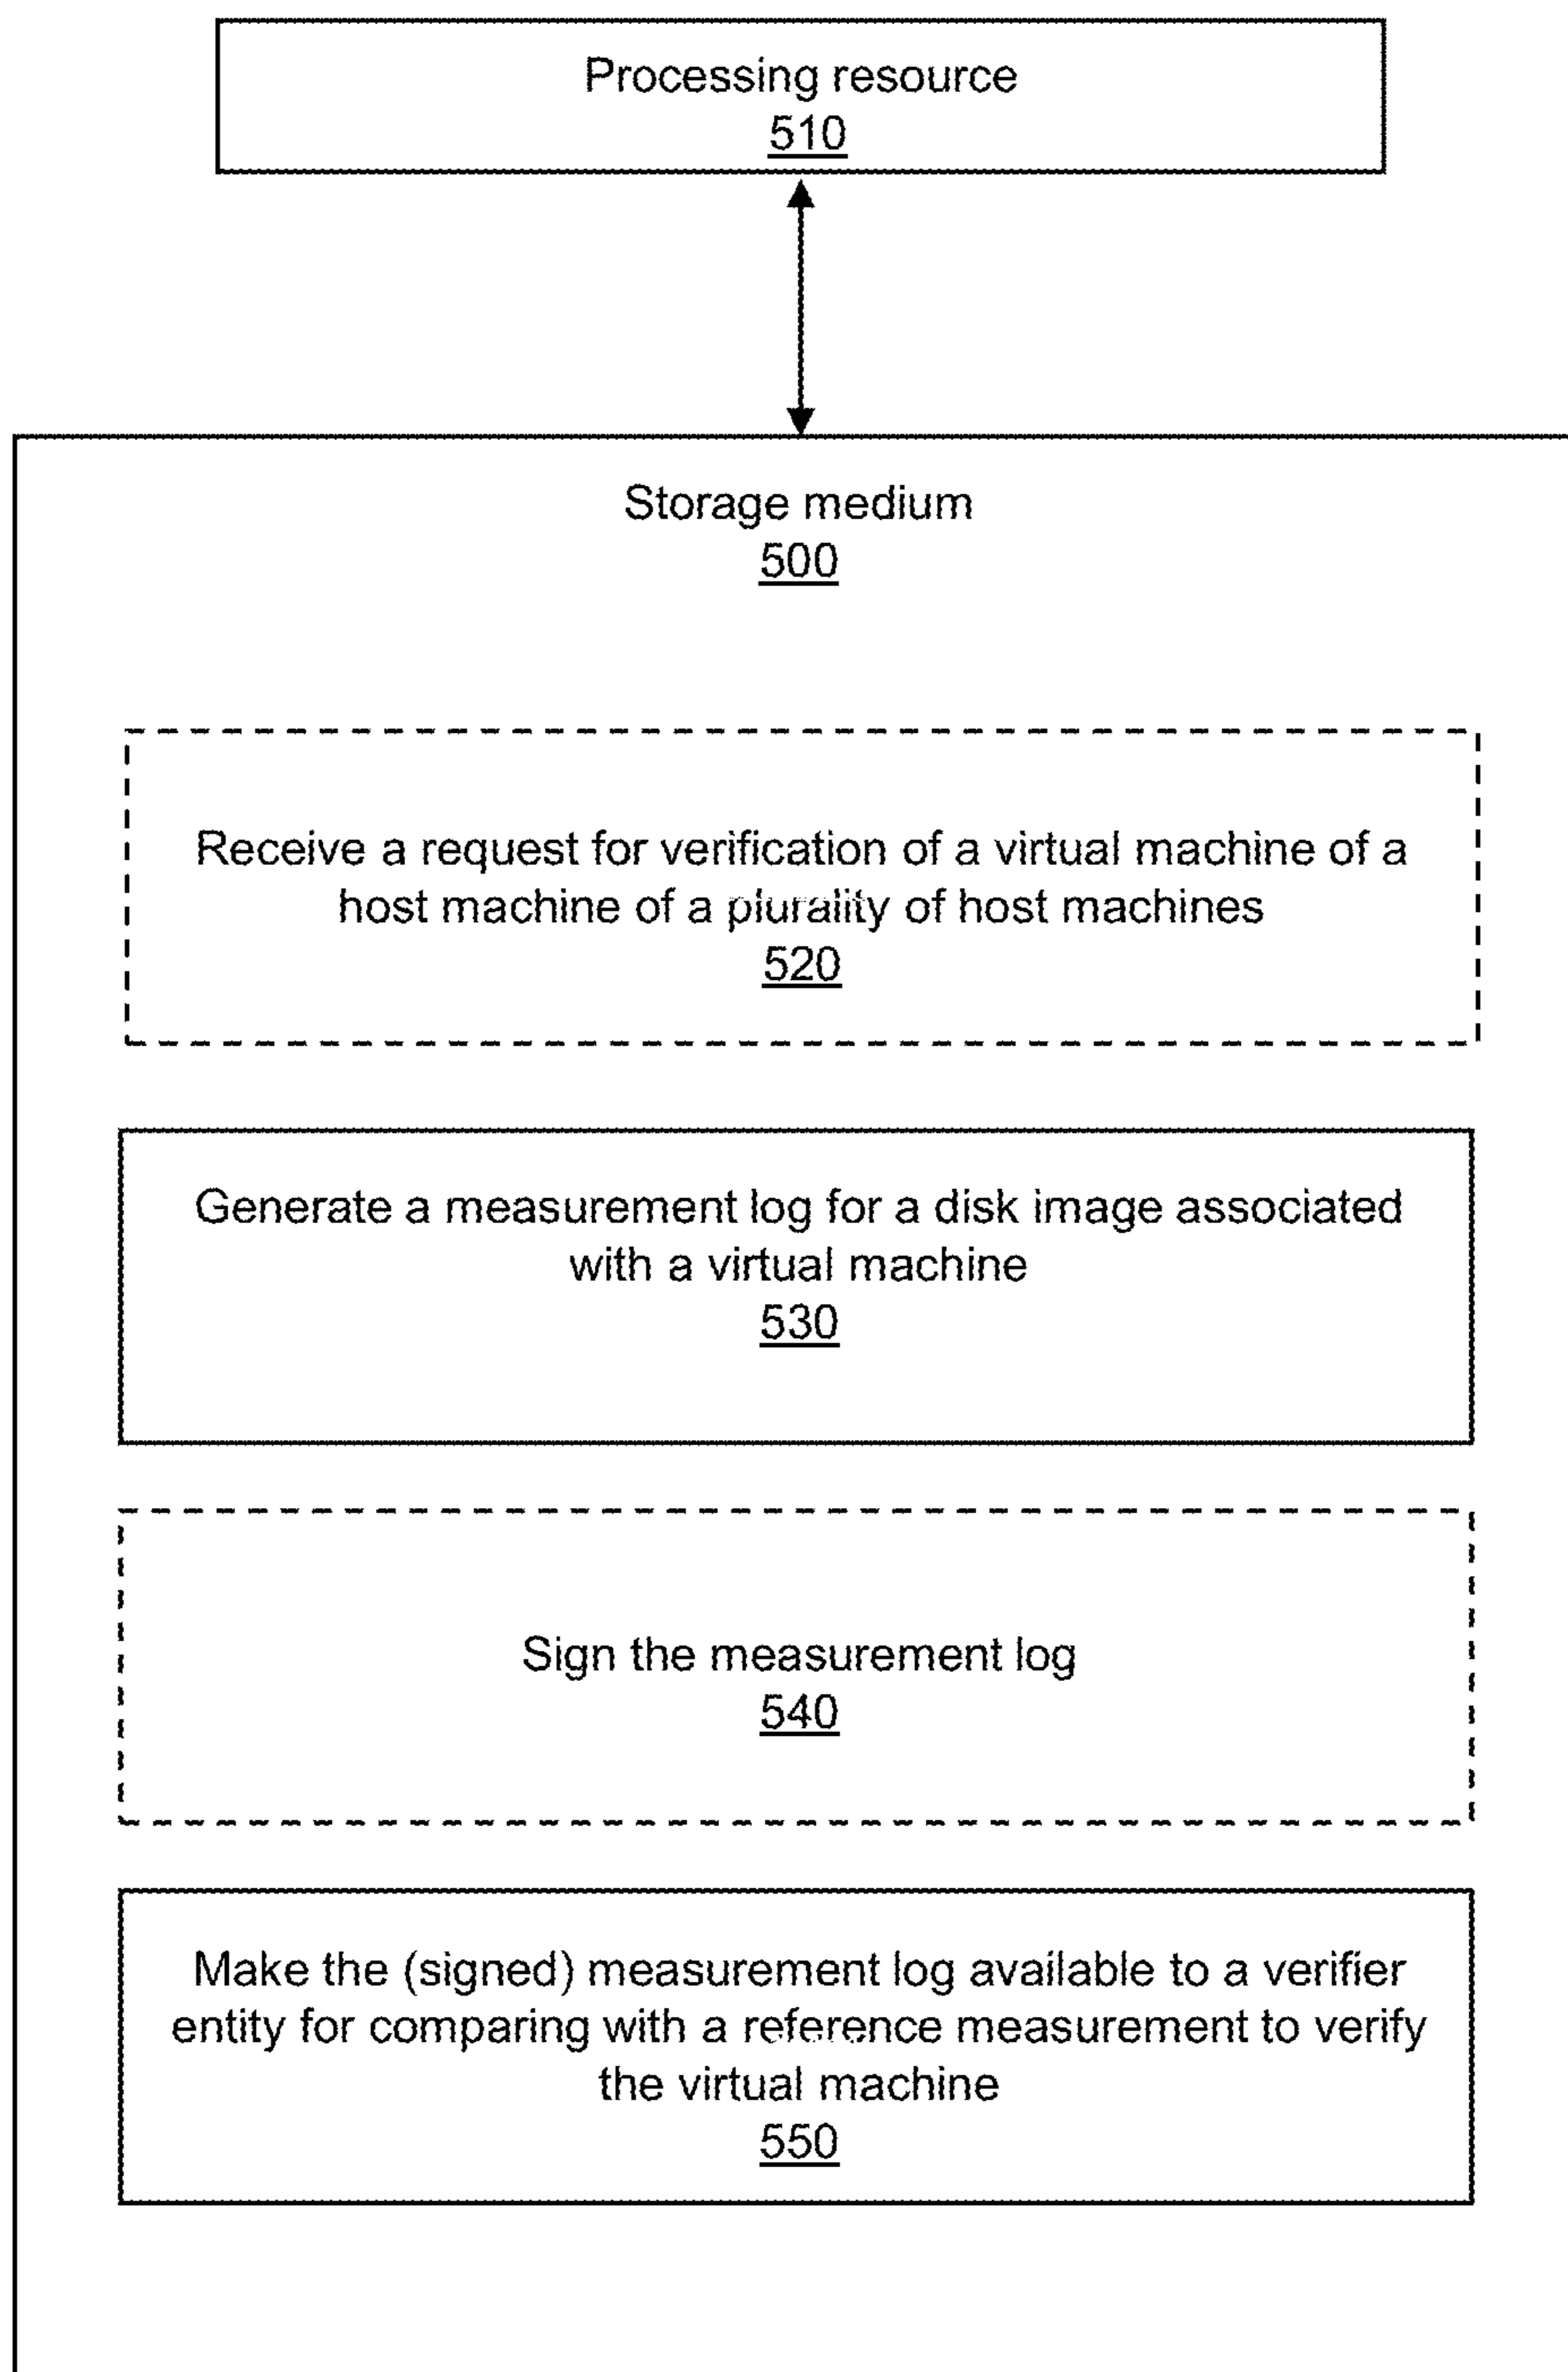 Processing resource
510
Storage medium
500
Receive a request for verification of a virtual machine of a
host machine of a plurality of host machines
520
Generate a measurement log for a disk image associated
with a virtual machine
530
Sign the measurement log
540
Make the (signed) measurement log available to a verifier
entity for comparing with a reference measurement to verify
the virtual machine
550